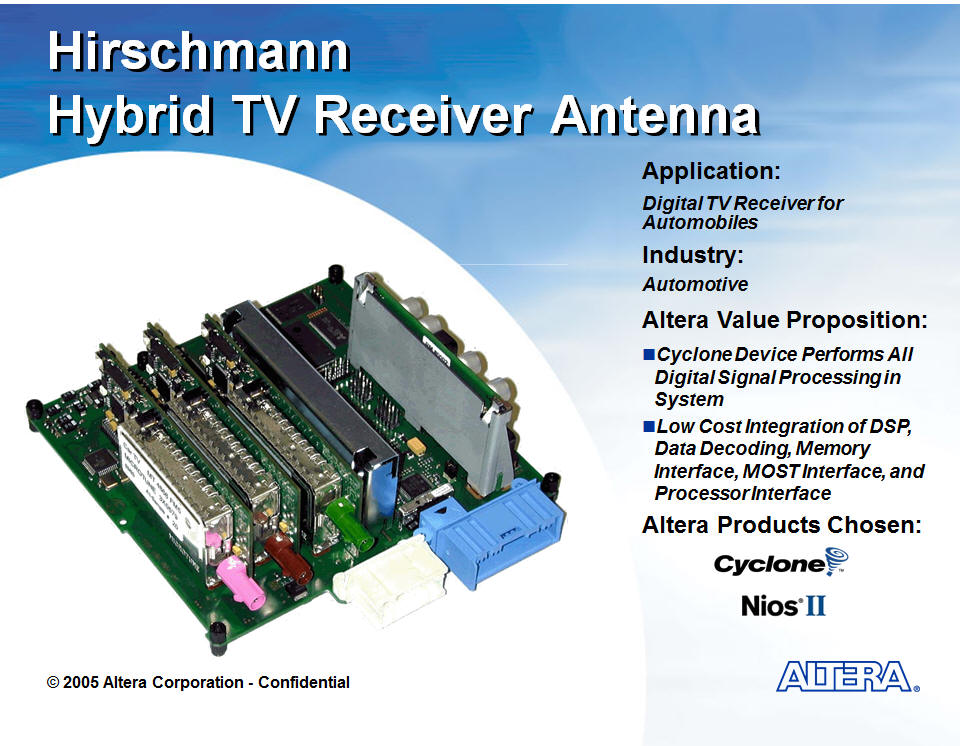 Hirschmann
Hybrid TV Receiver Antenna
Application:
Digital TV Receiver for
Automobiles
Industry:
Automotive
Altera Value Proposition:
Cyclone Device Performs All
Digital Signal Processing in
System
Low Cost Integration of DSP,
Data Decoding, Memory
Interface, MOST Interface, and
Processor Interface
Altera Products Chosen:
Cyclone™
Nios® II
© 2005 Altera Corporation - Confidential
ALTERA®